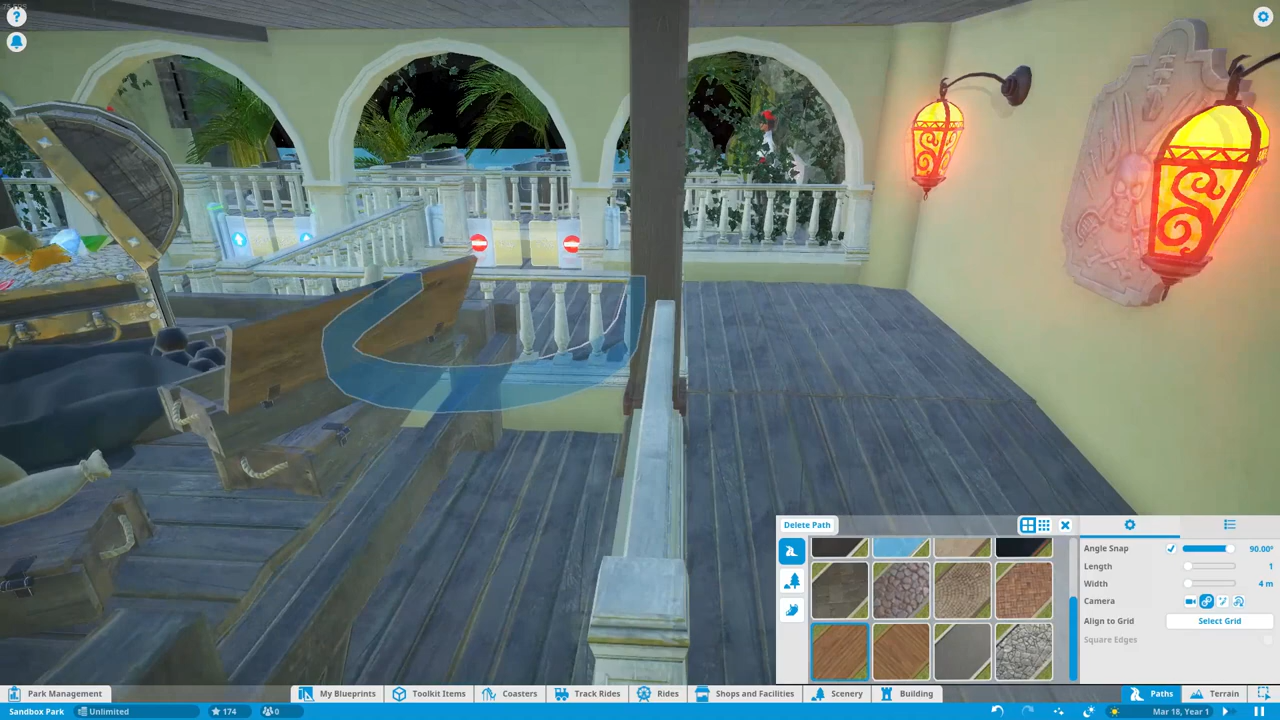 Delete Path
Angle Snap 90.00°
Length 1
Width 4 m
Camera
Align to Grid Select Grid
Square Edges
Park Management My Blueprints Toolkit Items Coasters Track Rides Rides Shops and Facilities Scenery Building Paths Terrain
Sandbox Park Unlimited 174 0 Mar 18, Year 1